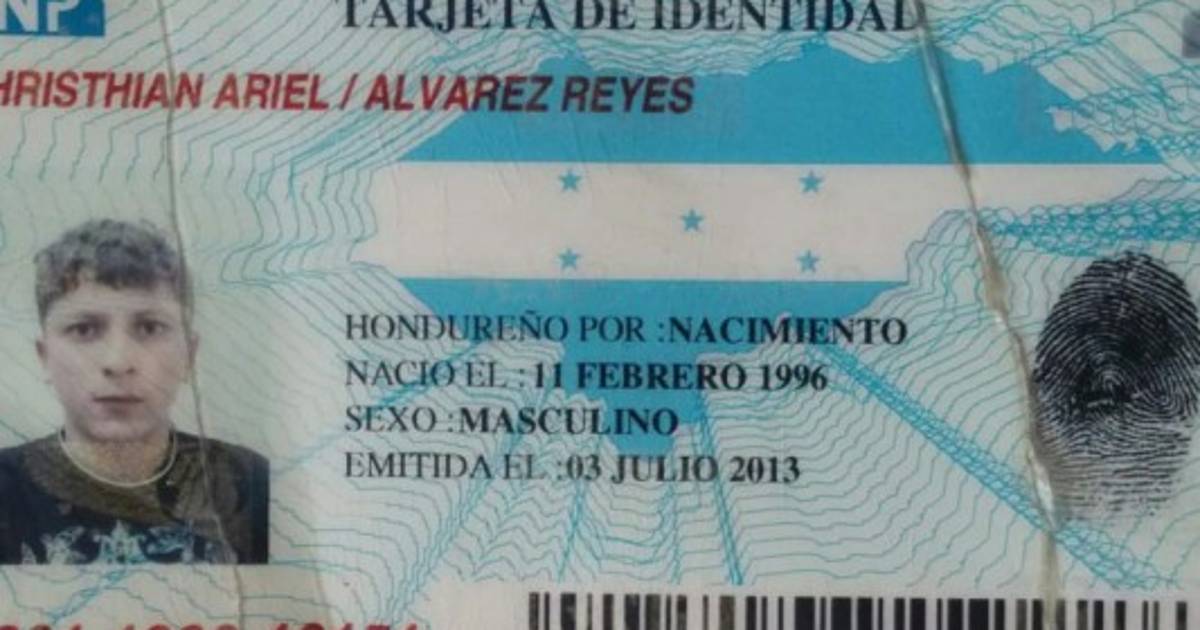 NP
TARJETA DE IDENTIDAD
HRISTHIAN ARIEL / ALVAREZ REYES
HONDUREÑO POR :NACIMIENTO
NACIO EL :11 FEBRERO 1996
SEXO :MASCULINO
EMITIDA EL :03 JULIO 2013